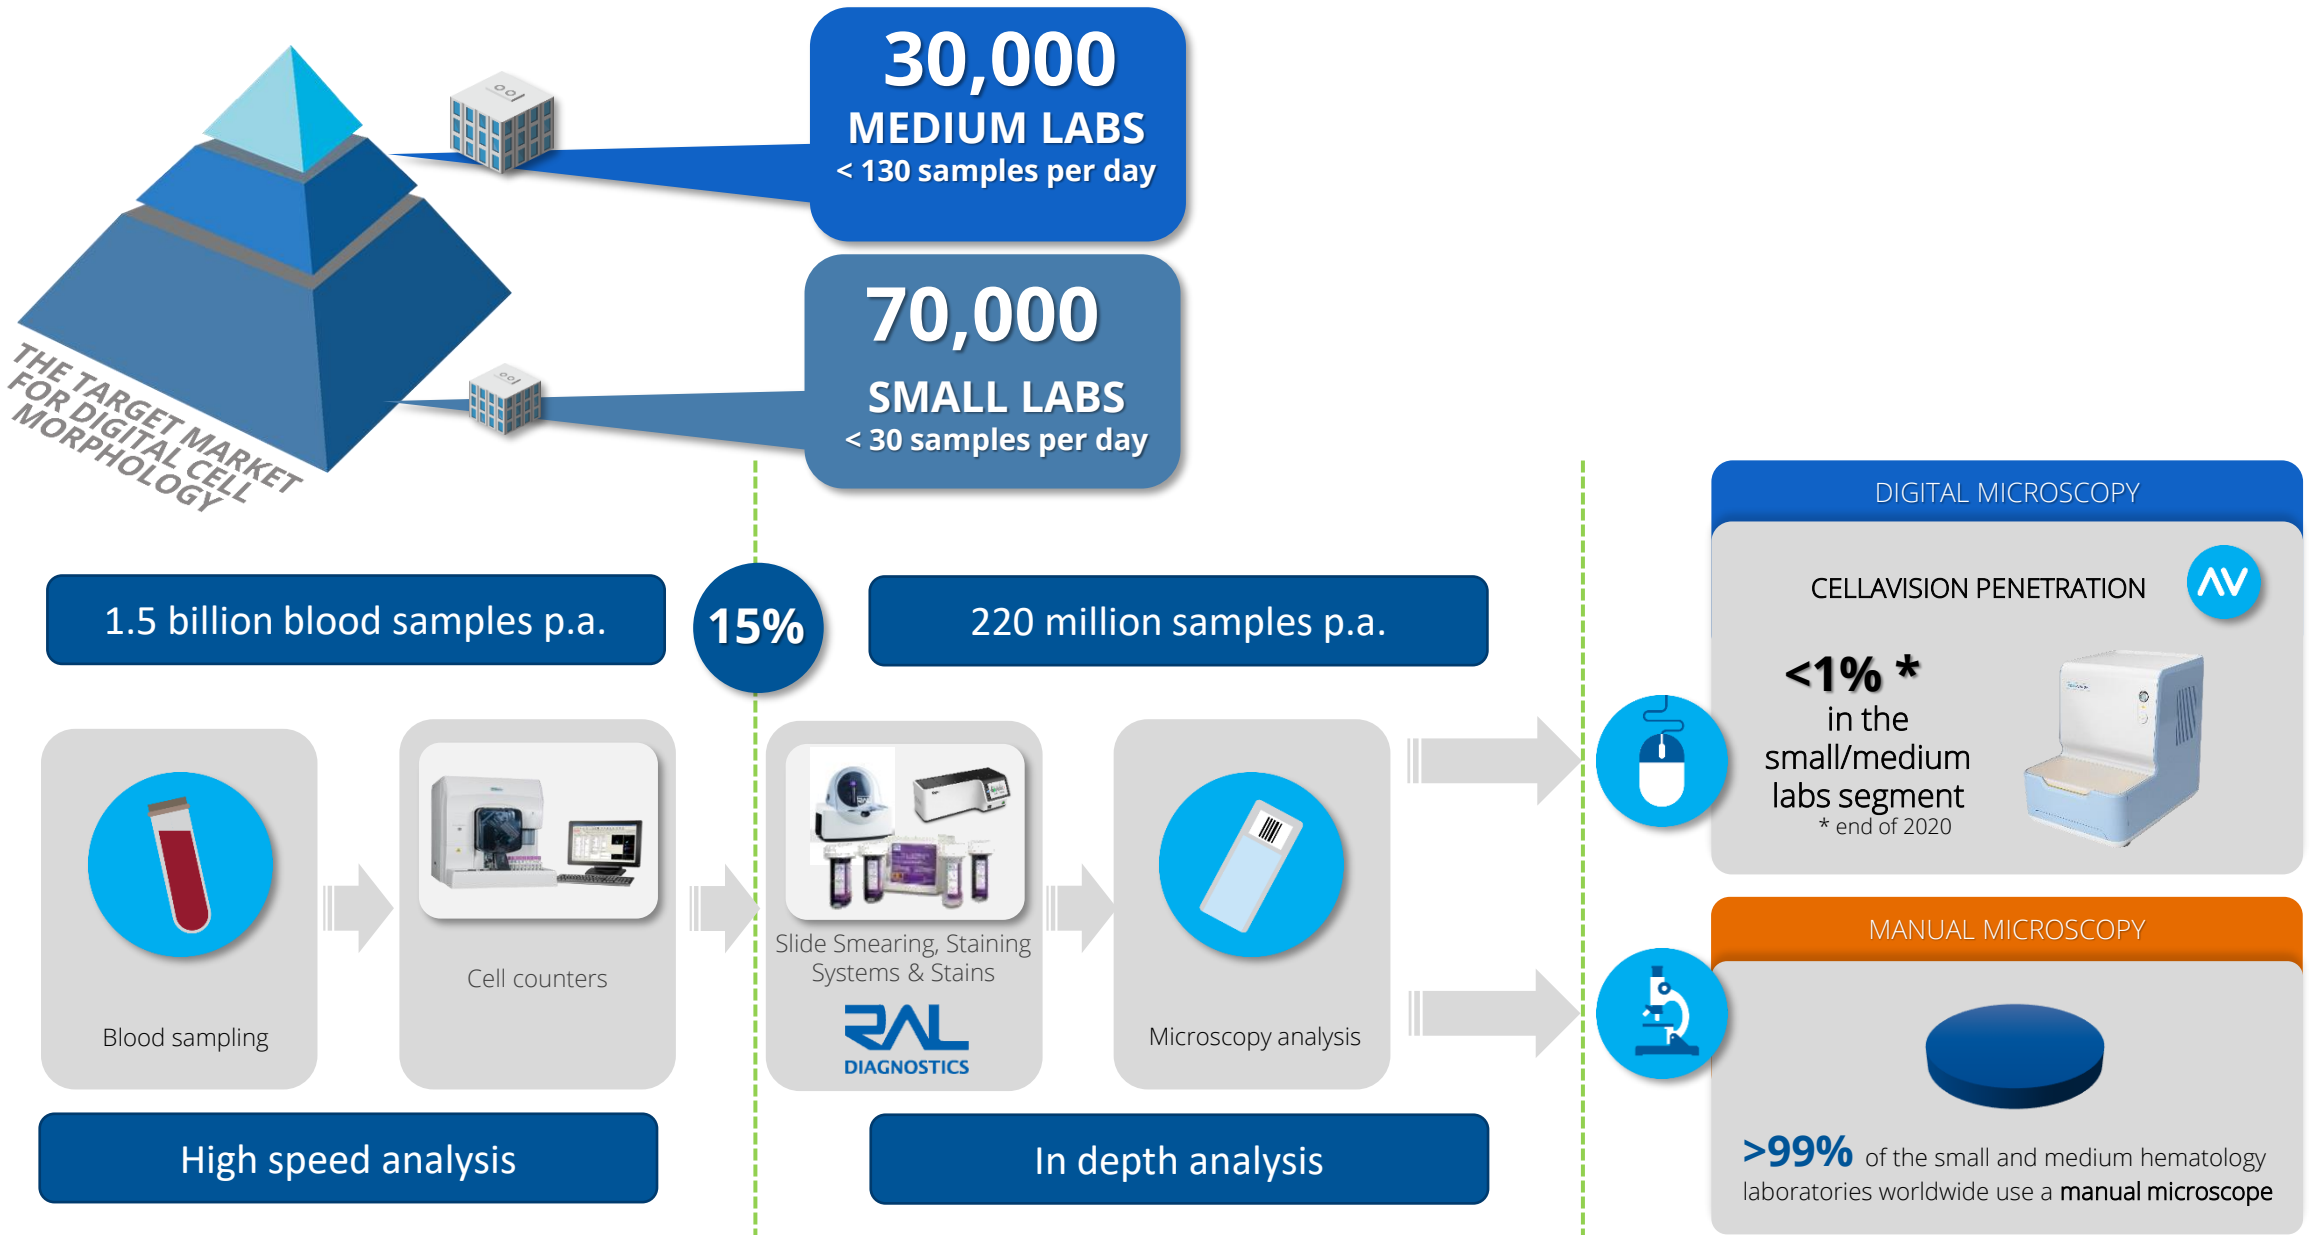 30,000
MEDIUM LABS
< 130 samples per day
70,000
SMALL LABS
< 30 samples per day
THE TARGET MARKET
FOR DIGITAL CELL
MORPHOLOGY
1.5 billion blood samples p.a.
15%
220 million samples p.a.
Blood sampling
Cell counters
Slide Smearing, Staining
Systems & Stains
RAL
DIAGNOSTICS
Microscopy analysis
High speed analysis
In depth analysis
DIGITAL MICROSCOPY
CELLAVISION PENETRATION
<1% *
in the
small/medium
labs segment
* end of 2020
MANUAL MICROSCOPY
>99% of the small and medium hematology
laboratories worldwide use a manual microscope